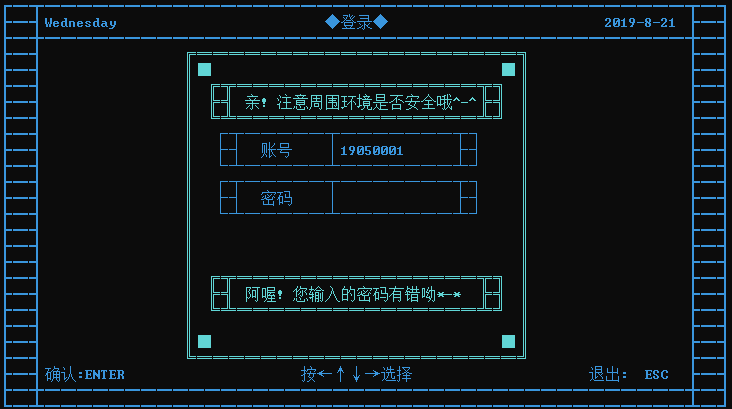 Wednesday ◆登录◆ 2019-8-21
亲! 注意周围环境是否安全哦^-^
账号 19050001
密码
阿喔! 您输入的密码有错呦*-*
确认:ENTER 按←↑↓→选择 退出: ESC